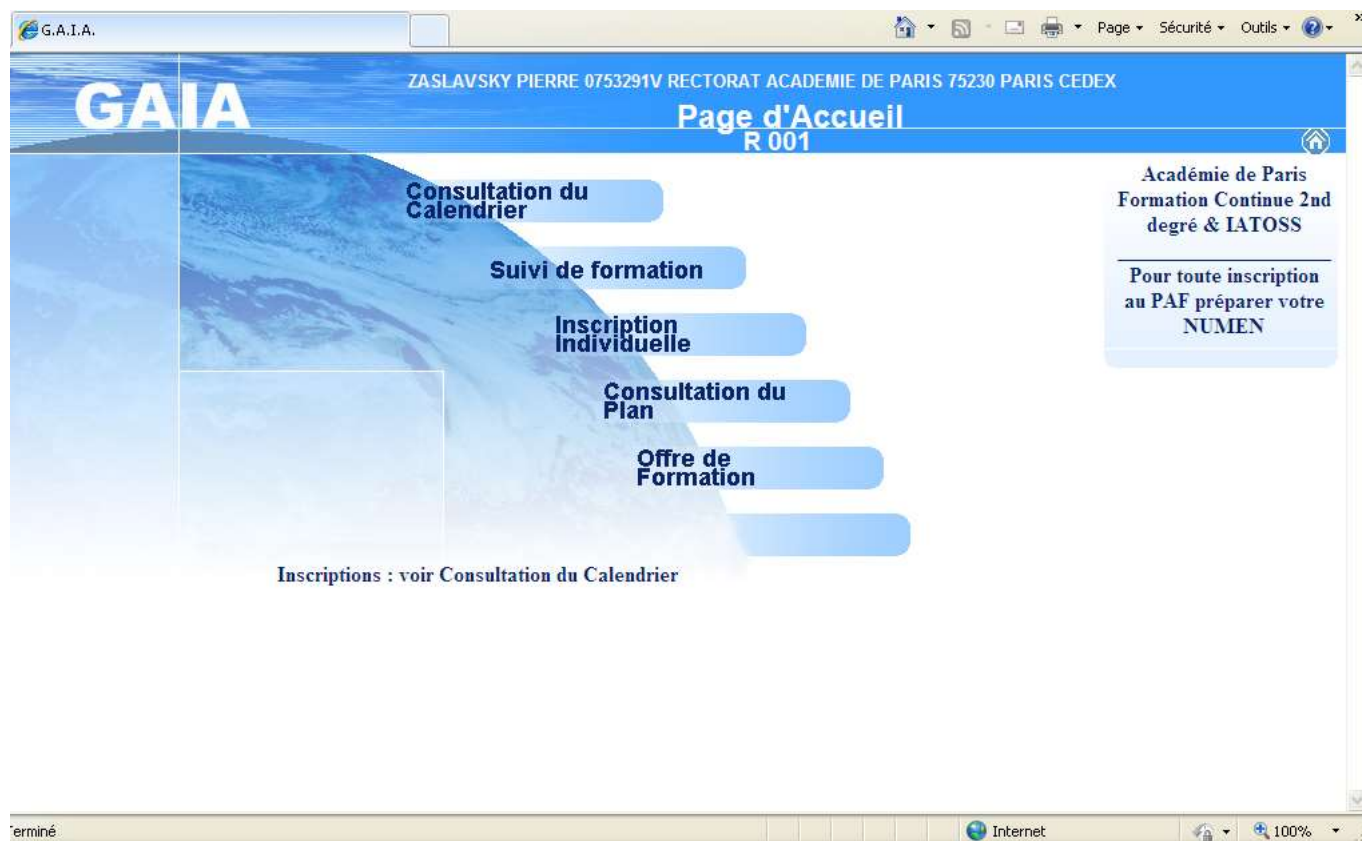 G.A.I.A.
Page
Sécurité
Outils
»
GAIA
ZASLAVSKY PIERRE 0753291V RECTORAT ACADEMIE DE PARIS 75230 PARIS CEDEX
Page d'Accueil
R 001
Consultation du
Calendrier
Suivi de formation
Inscription
Individuelle
Consultation du
Plan
Offre de
Formation
Inscriptions : voir Consultation du Calendrier
Académie de Paris
Formation Continue 2nd
degré & IATOSS
Pour toute inscription
au PAF préparer votre
NUMEN
erminé
Internet
100%